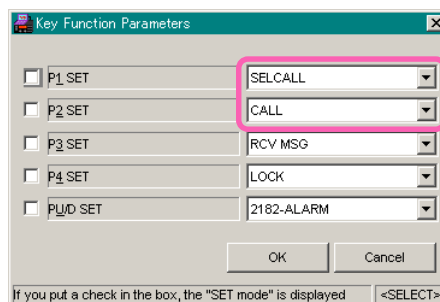 Key Function Parameters
P1 SET SELCALL
P2 SET CALL
P3 SET RCV MSG
P4 SET LOCK
PU/D SET 2182-ALARM
OK Cancel
If you put a check in the box, the "SET mode" is displayed <SELECT>